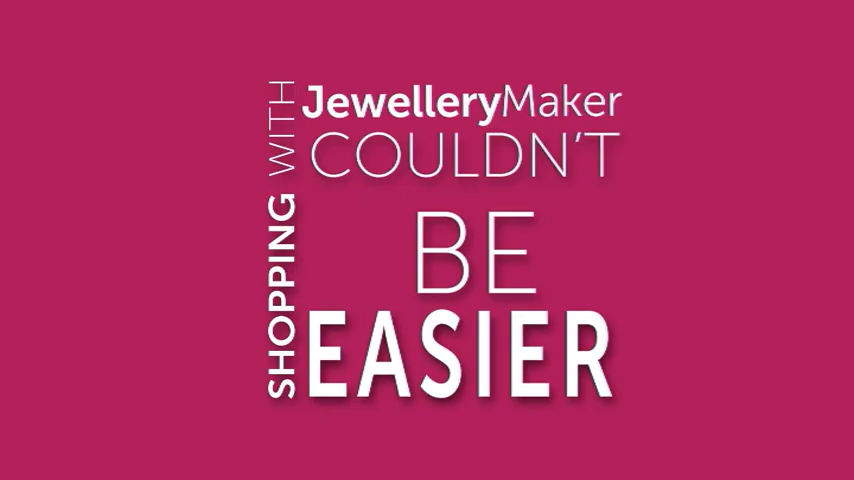 SHOPPING WITH
JewelleryMaker
COULDN'T
BE
EASIER